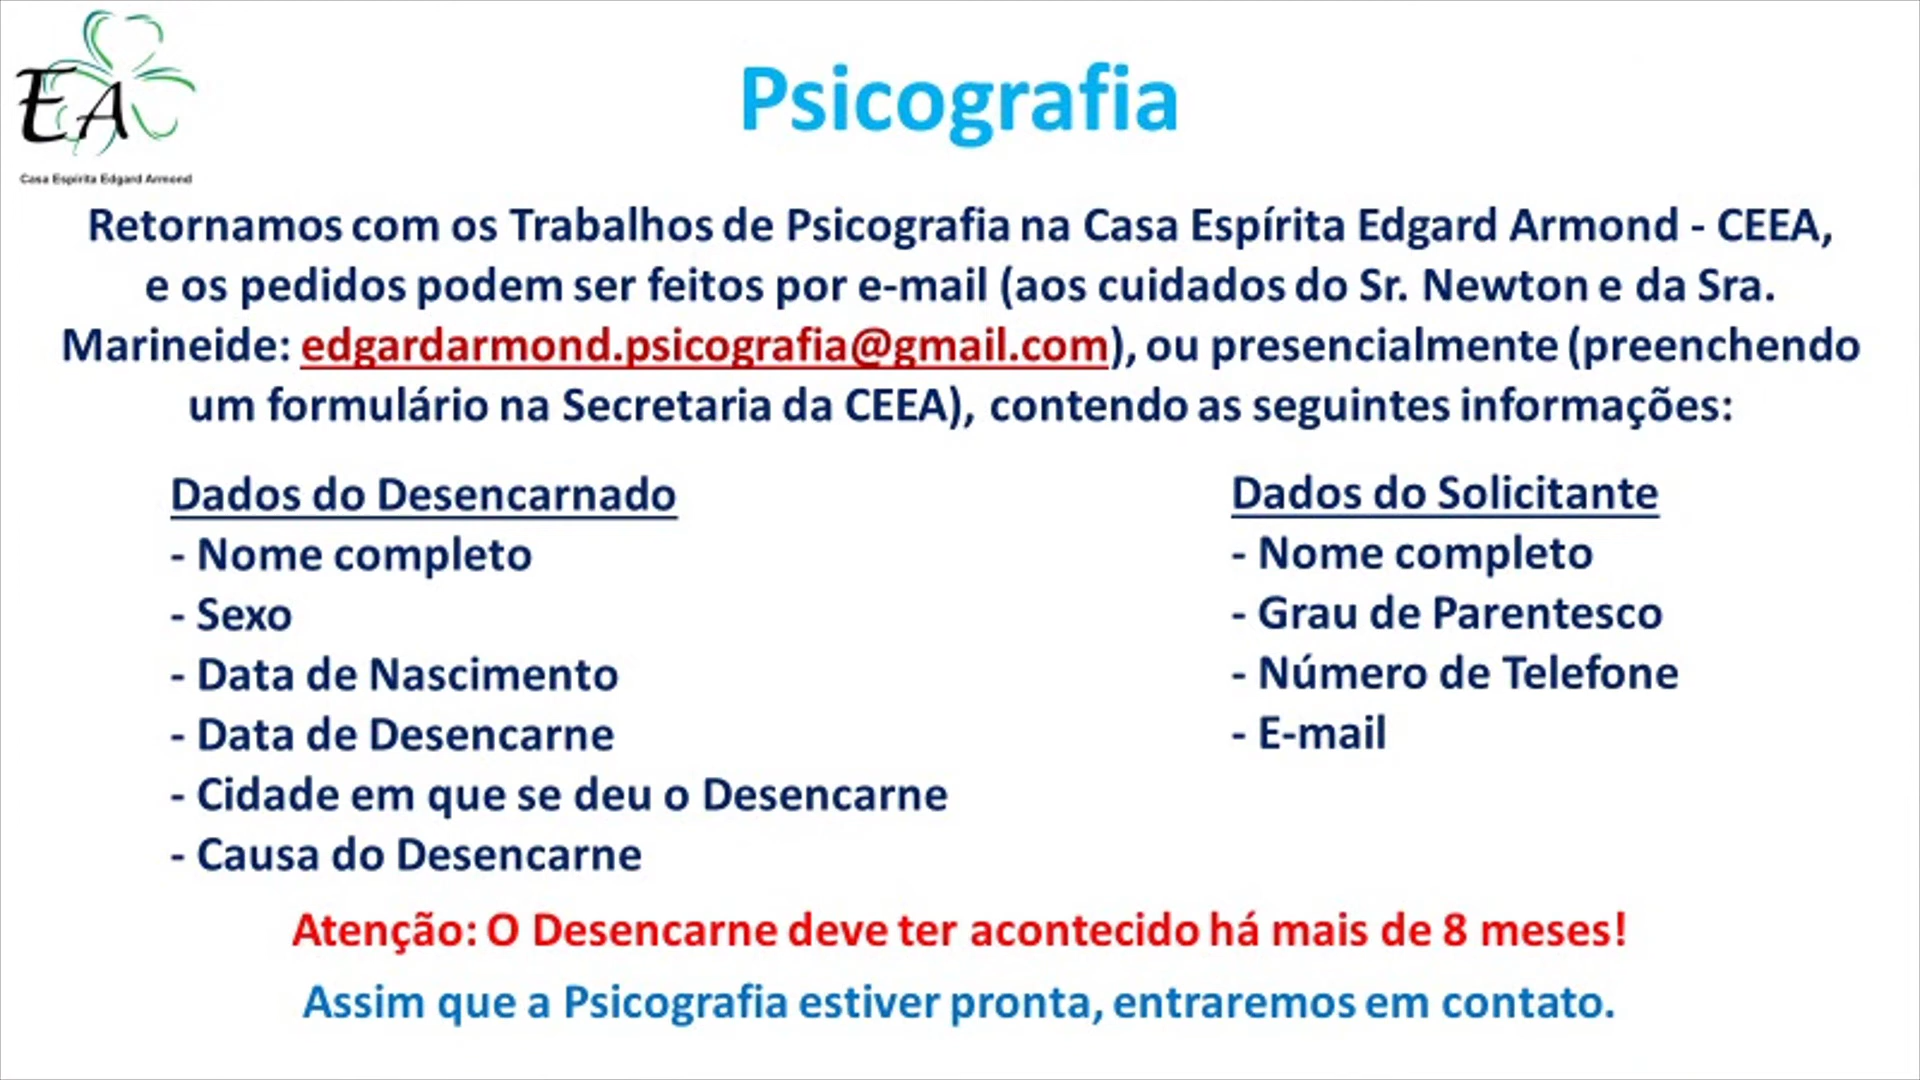 EA
Casa Espírita Edgard Armond
Psicografia
Retornamos com os Trabalhos de Psicografia na Casa Espírita Edgard Armond - CEEA,
e os pedidos podem ser feitos por e-mail (aos cuidados do Sr. Newton e da Sra.
Marineide: edgardarmond.psicografia@gmail.com), ou presencialmente (preenchendo
um formulário na Secretaria da CEEA), contendo as seguintes informações:
Dados do Desencarnado
- Nome completo
- Sexo
- Data de Nascimento
- Data de Desencarne
- Cidade em que se deu o Desencarne
- Causa do Desencarne
Dados do Solicitante
- Nome completo
- Grau de Parentesco
- Número de Telefone
- E-mail
Atenção: O Desencarne deve ter acontecido há mais de 8 meses!
Assim que a Psicografia estiver pronta, entraremos em contato.